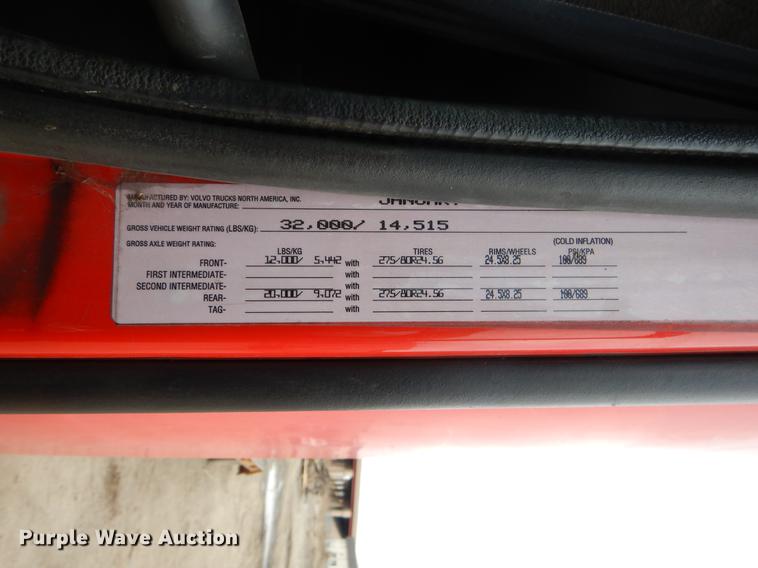 MANUFACTURED BY: VOLVO TRUCKS NORTH AMERICA, INC.
MONTH AND YEAR OF MANUFACTURE: JANUARY
GROSS VEHICLE WEIGHT RATING (LBS/KG): 32,000/ 14,515
GROSS AXLE WEIGHT RATING: (COLD INFLATION)
LBS/KG TIRES RIMS/WHEELS PSI/KPA
FRONT- 12,000/ 5,442 with 275/80R24.5G 24.5X8.25 100/689
FIRST INTERMEDIATE- with
SECOND INTERMEDIATE- with
REAR- 20,000/ 9,072 with 275/80R24.5G 24.5X8.25 100/689
TAG- with
Purple Wave Auction